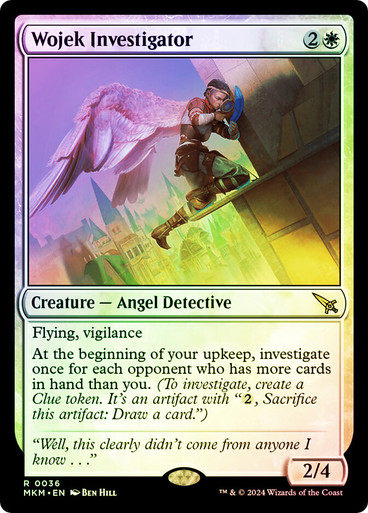 Wojek Investigator 2
Creature — Angel Detective
Flying, vigilance
At the beginning of your upkeep, investigate
once for each opponent who has more cards
in hand than you. (To investigate, create a
Clue token. It's an artifact with “2, Sacrifice
this artifact: Draw a card.”)
“Well, this clearly didn't come from anyone I
know . . .”
2/4
R 0036
MKM • EN BEN HILL
™ & © 2024 Wizards of the Coast